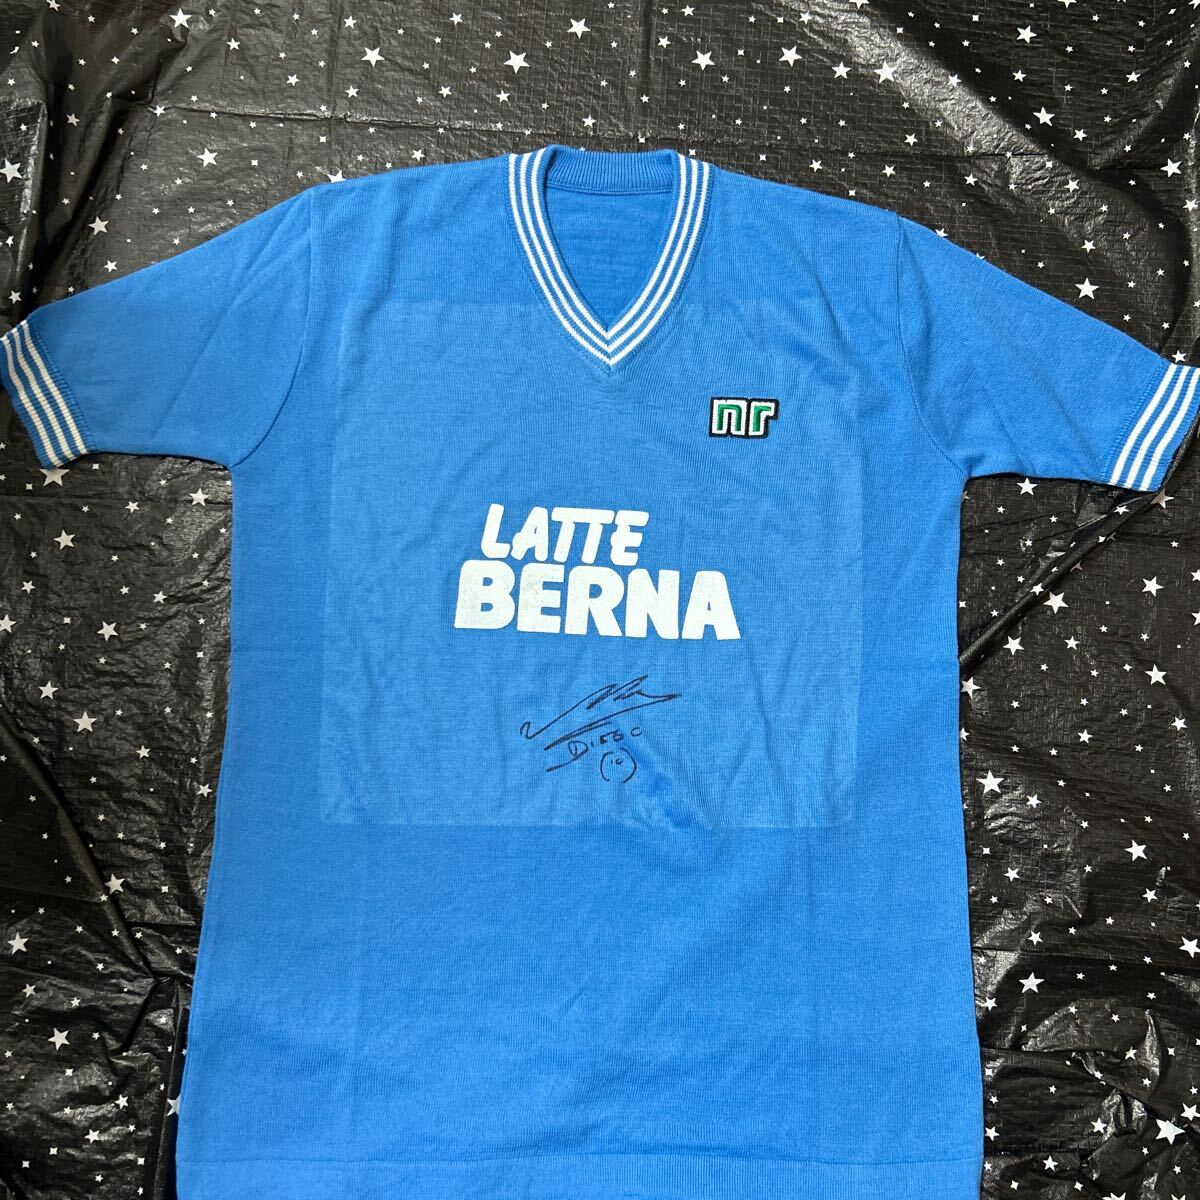 nr
LATTE
BERNA
Diego
(10)